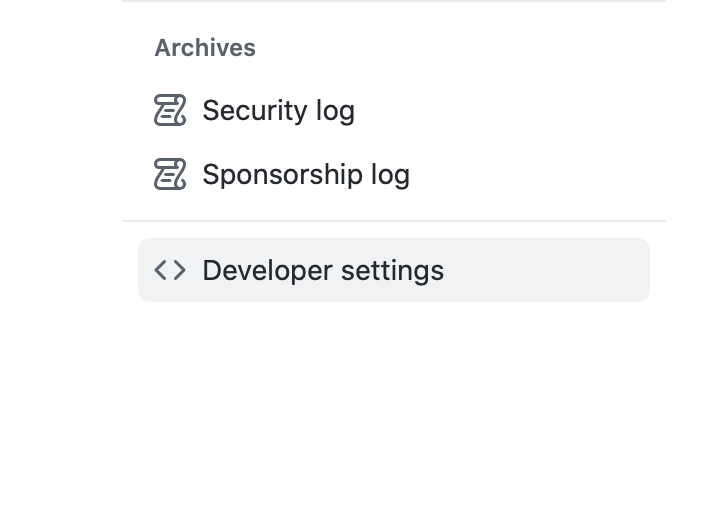 Archives
Security log
Sponsorship log
Developer settings